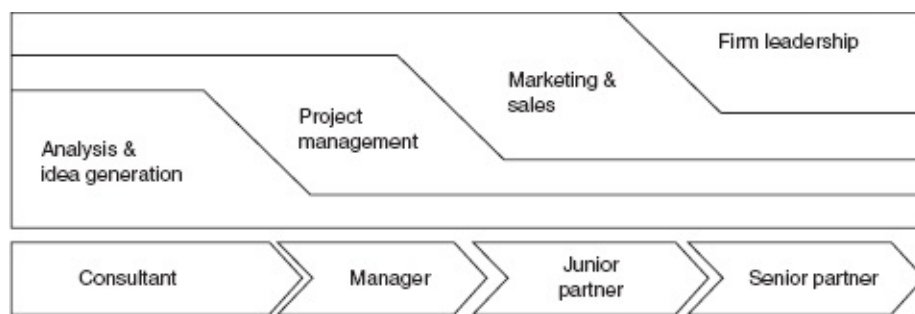 Firm leadership
Marketing &
sales
Project
management
Analysis &
idea generation
Consultant
Manager
Junior
partner
Senior partner